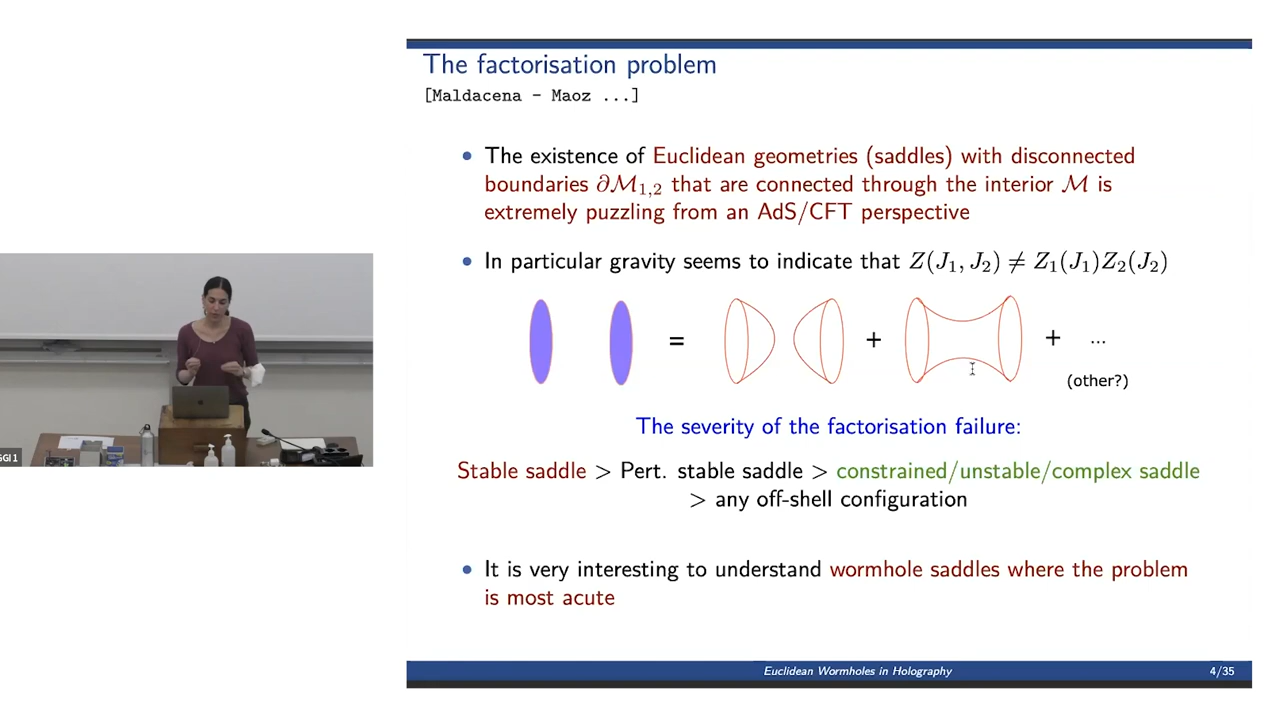 The factorisation problem
[Maldacena - Maoz ...]
• The existence of Euclidean geometries (saddles) with disconnected
boundaries ∂ℳ₁,₂ that are connected through the interior ℳ is
extremely puzzling from an AdS/CFT perspective
• In particular gravity seems to indicate that Z(J₁, J₂) ≠ Z₁(J₁)Z₂(J₂)
= + + ...
(other?)
The severity of the factorisation failure:
Stable saddle > Pert. stable saddle > constrained/unstable/complex saddle
> any off-shell configuration
• It is very interesting to understand wormhole saddles where the problem
is most acute
Euclidean Wormholes in Holography 4/35
GGI 1